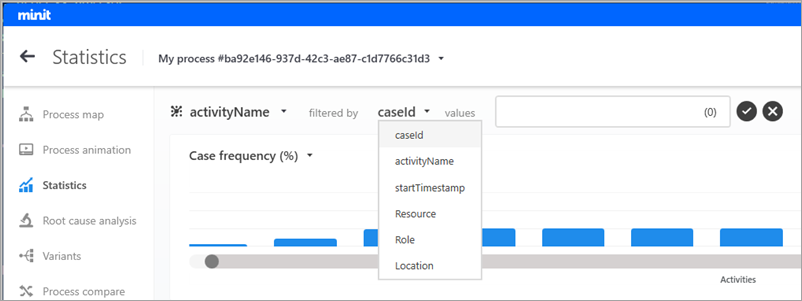 minit
Statistics
My process #ba92e146-937d-42c3-ae87-c1d7766c31d3
Process map
activityName
filtered by
caseId
values
(0)
caseId
activityName
startTimestamp
Resource
Role
Location
Process animation
Case frequency (%)
Statistics
Root cause analysis
Variants
Process compare
Activities